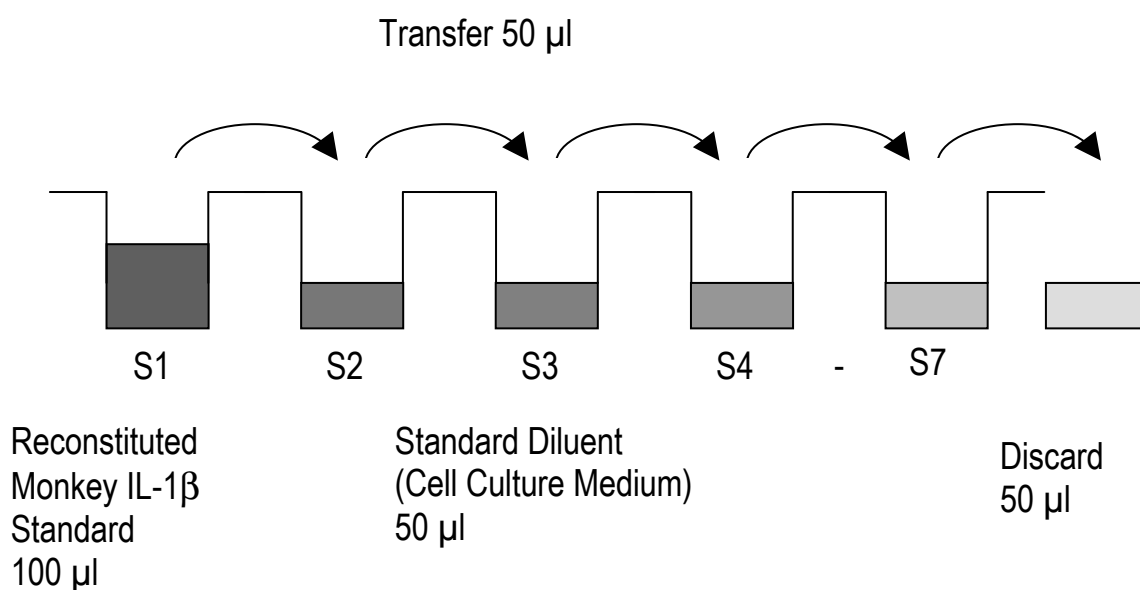 Transfer 50 µl
S1 S2 S3 S4 - S7
Reconstituted
Monkey IL-1β
Standard
100 µl
Standard Diluent
(Cell Culture Medium)
50 µl
Discard
50 µl